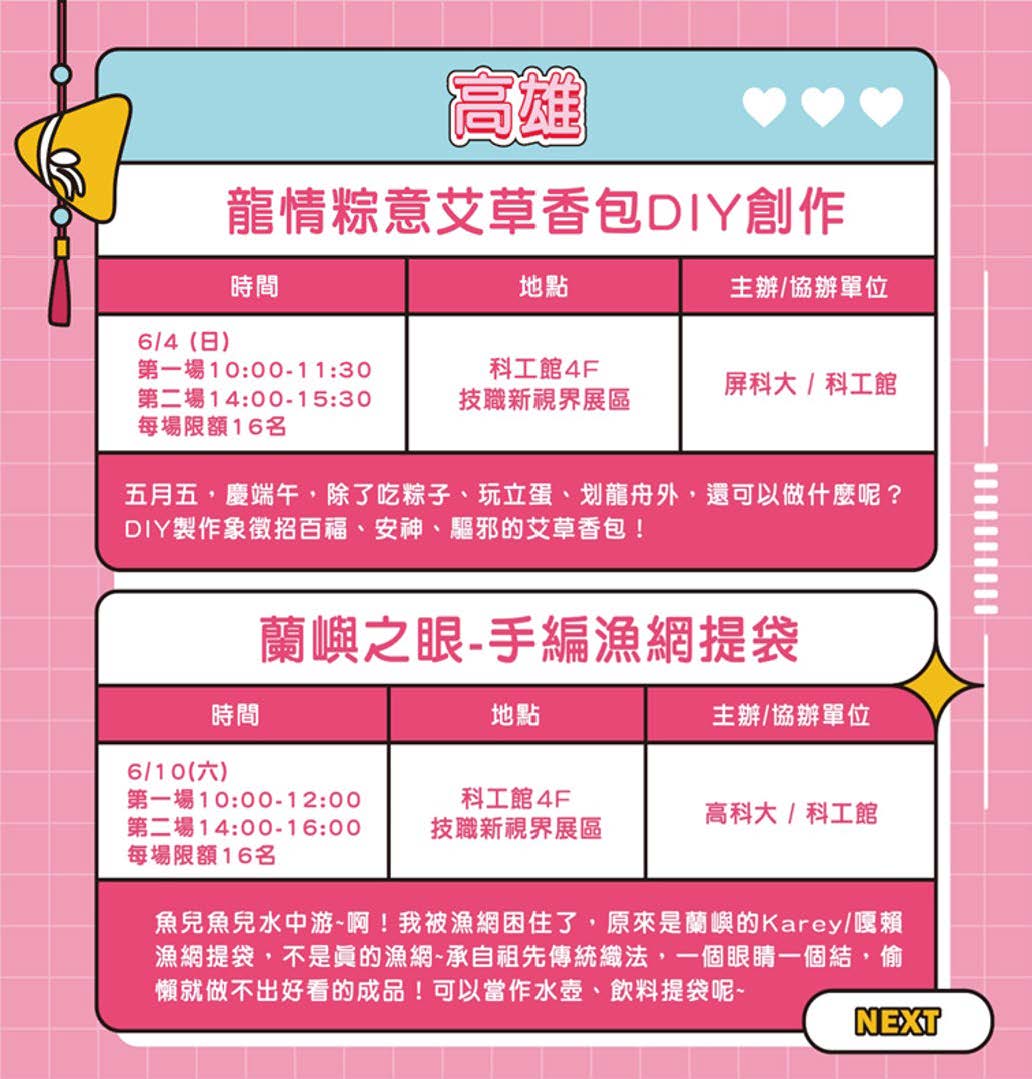 高雄
龍情粽意艾草香包DIY創作
時間
地點
主辦/協辦單位
6/4 (日)
第一場10:00-11:30
第二場14:00-15:30
每場限額16名
科工館4F
技職新視界展區
屏科大 / 科工館
五月五，慶端午，除了吃粽子、玩立蛋、划龍舟外，還可以做什麼呢？
DIY製作象徵招百福、安神、驅邪的艾草香包！
蘭嶼之眼-手編漁網提袋
時間
地點
主辦/協辦單位
6/10(六)
第一場10:00-12:00
第二場14:00-16:00
每場限額16名
科工館4F
技職新視界展區
高科大 / 科工館
魚兒魚兒水中游~啊！我被漁網困住了，原來是蘭嶼的Karey/嘎賴
漁網提袋，不是真的漁網~承自祖先傳統織法，一個眼睛一個結，偷
懶就做不出好看的成品！可以當作水壺、飲料提袋呢~
NEXT